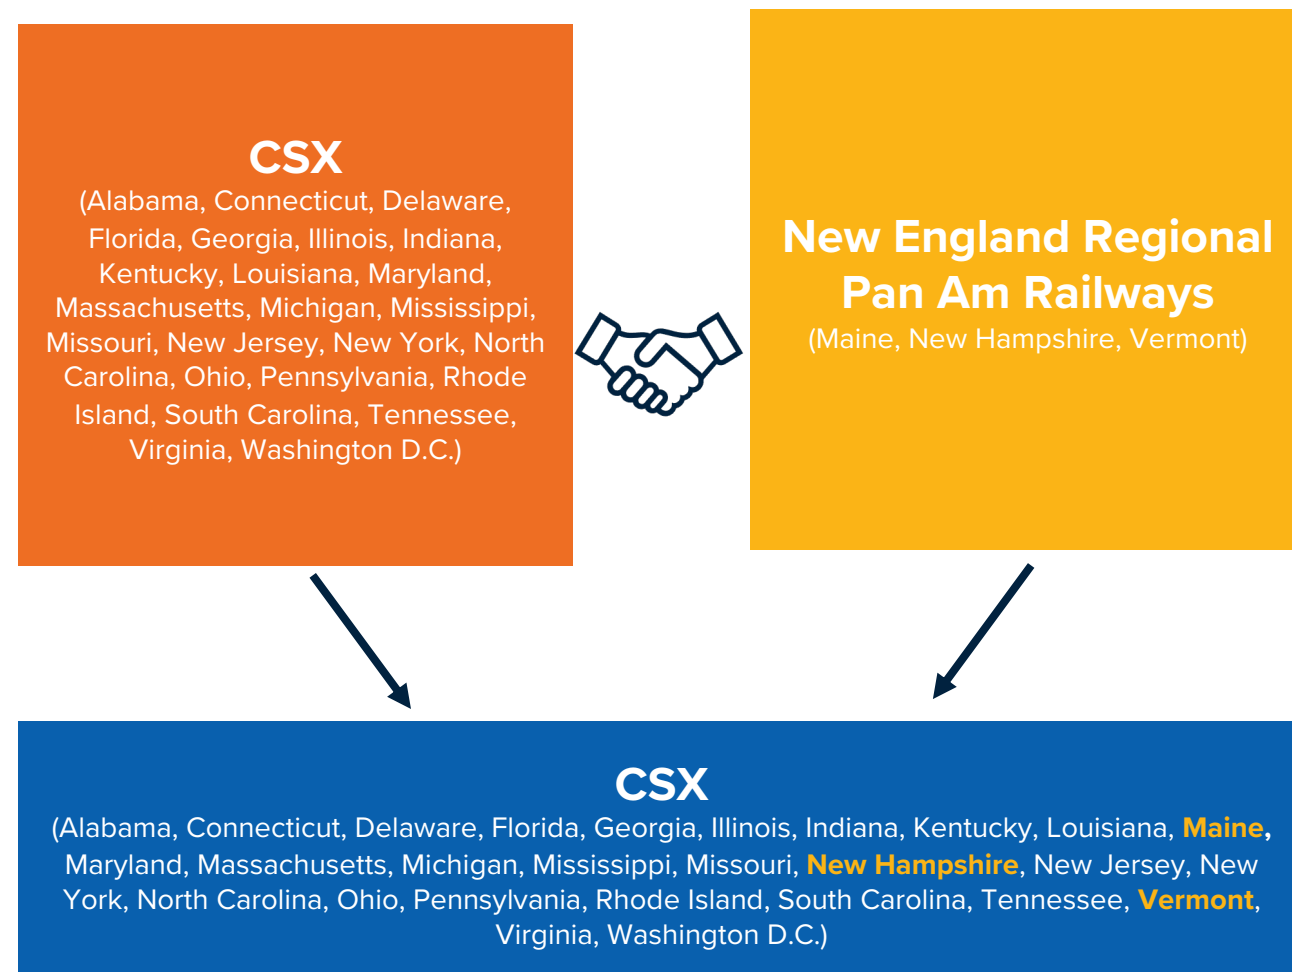 CSX
(Alabama, Connecticut, Delaware,
Florida, Georgia, Illinois, Indiana,
Kentucky, Louisiana, Maryland,
Massachusetts, Michigan, Mississippi,
Missouri, New Jersey, New York, North
Carolina, Ohio, Pennsylvania, Rhode
Island, South Carolina, Tennessee,
Virginia, Washington D.C.)
New England Regional
Pan Am Railways
(Maine, New Hampshire, Vermont)
CSX
(Alabama, Connecticut, Delaware, Florida, Georgia, Illinois, Indiana, Kentucky, Louisiana, Maine,
Maryland, Massachusetts, Michigan, Mississippi, Missouri, New Hampshire, New Jersey, New
York, North Carolina, Ohio, Pennsylvania, Rhode Island, South Carolina, Tennessee, Vermont,
Virginia, Washington D.C.)